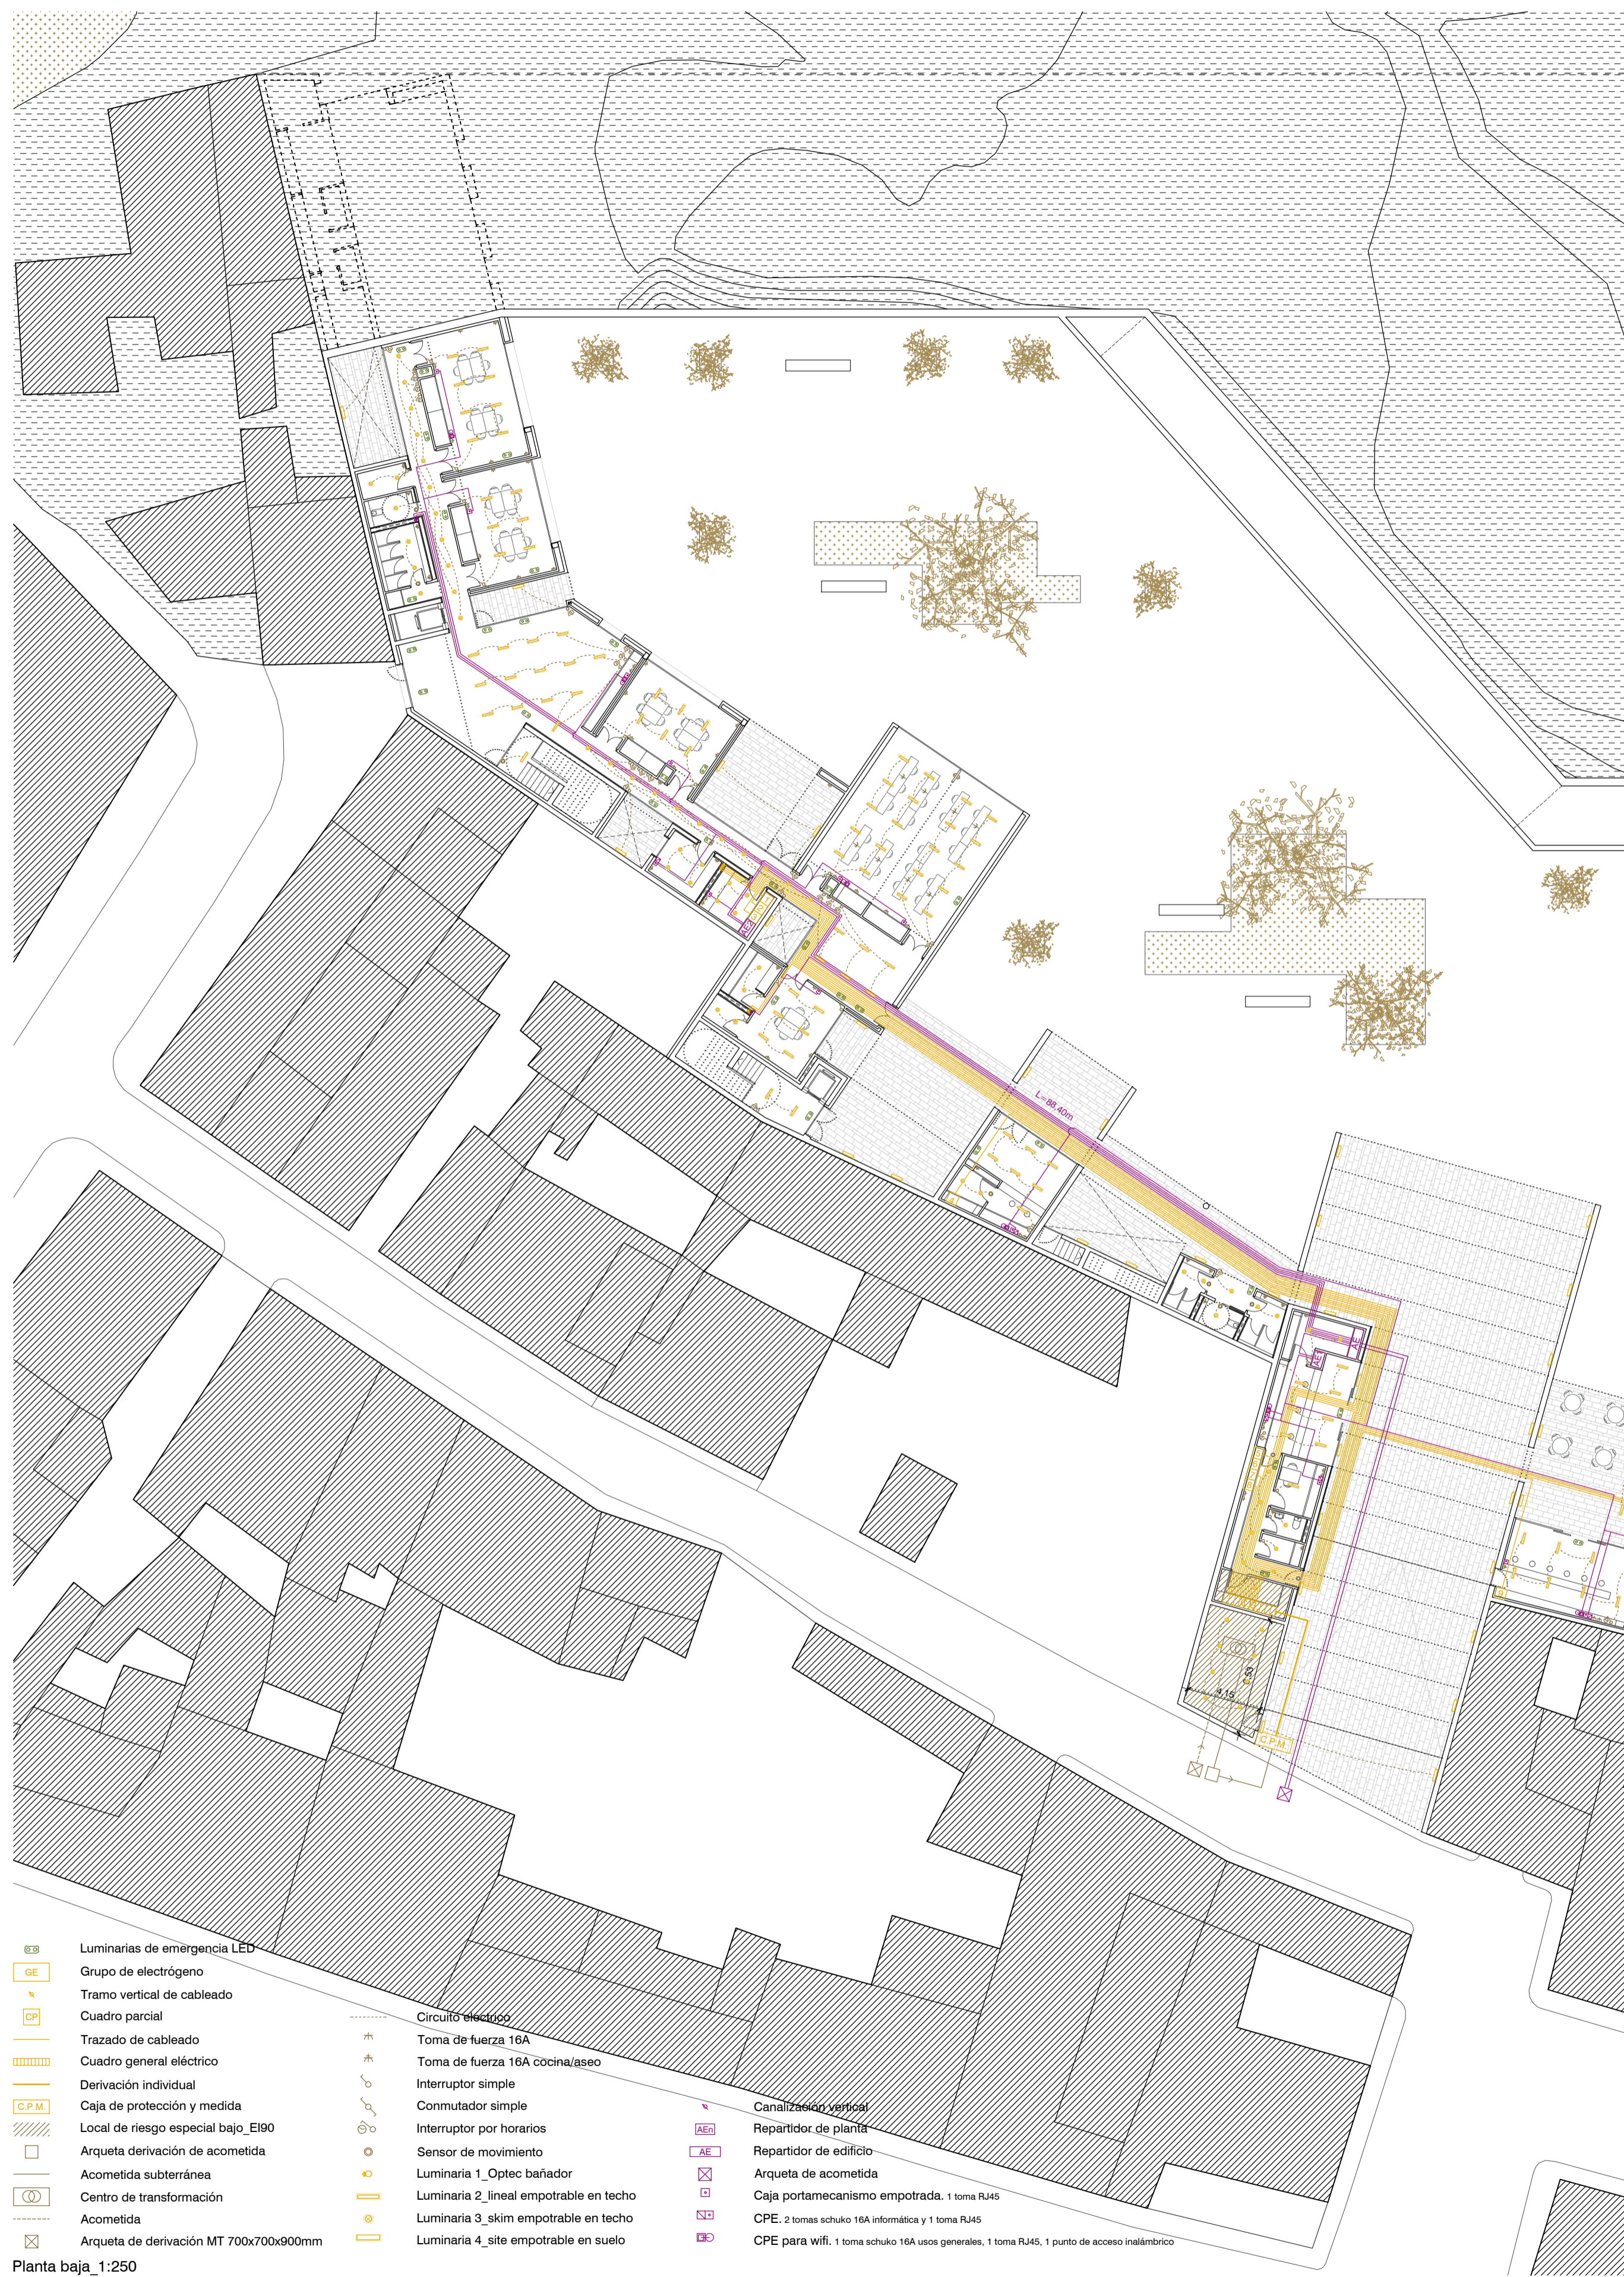 L=88,40m
AE2
AE
AE1
4,15
6,53
C.P.M.
Luminarias de emergencia LED
GE Grupo de electrógeno
Tramo vertical de cableado
CP Cuadro parcial
Trazado de cableado
Cuadro general eléctrico
Derivación individual
C.P.M. Caja de protección y medida
Local de riesgo especial bajo_EI90
Arqueta derivación de acometida
Acometida subterránea
Centro de transformación
Acometida
Arqueta de derivación MT 700x700x900mm
Circuito electrico
Toma de fuerza 16A
Toma de fuerza 16A cocina/aseo
Interruptor simple
Conmutador simple
Interruptor por horarios
Sensor de movimiento
Luminaria 1_Optec bañador
Luminaria 2_lineal empotrable en techo
Luminaria 3_skim empotrable en techo
Luminaria 4_site empotrable en suelo
Canalización vertical
AEn Repartidor de planta
AE Repartidor de edificio
Arqueta de acometida
Caja portamecanismo empotrada. 1 toma RJ45
CPE. 2 tomas schuko 16A informática y 1 toma RJ45
CPE para wifi. 1 toma schuko 16A usos generales, 1 toma RJ45, 1 punto de acceso inalámbrico
Planta baja_1:250